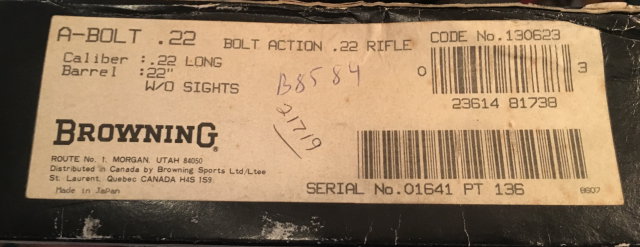 A-BOLT .22 BOLT ACTION .22 RIFLE CODE No.130623
Caliber :.22 LONG
Barrel :22"
W/O SIGHTS
B8584
21719
0 3
23614 81738
BROWNING
ROUTE No. 1, MORGAN, UTAH 84050
Distributed in Canada by Browning Sports Ltd/Ltee
St. Laurent, Quebec CANADA H4S 1S9
Made in Japan
SERIAL No.01641 PT 136
8607